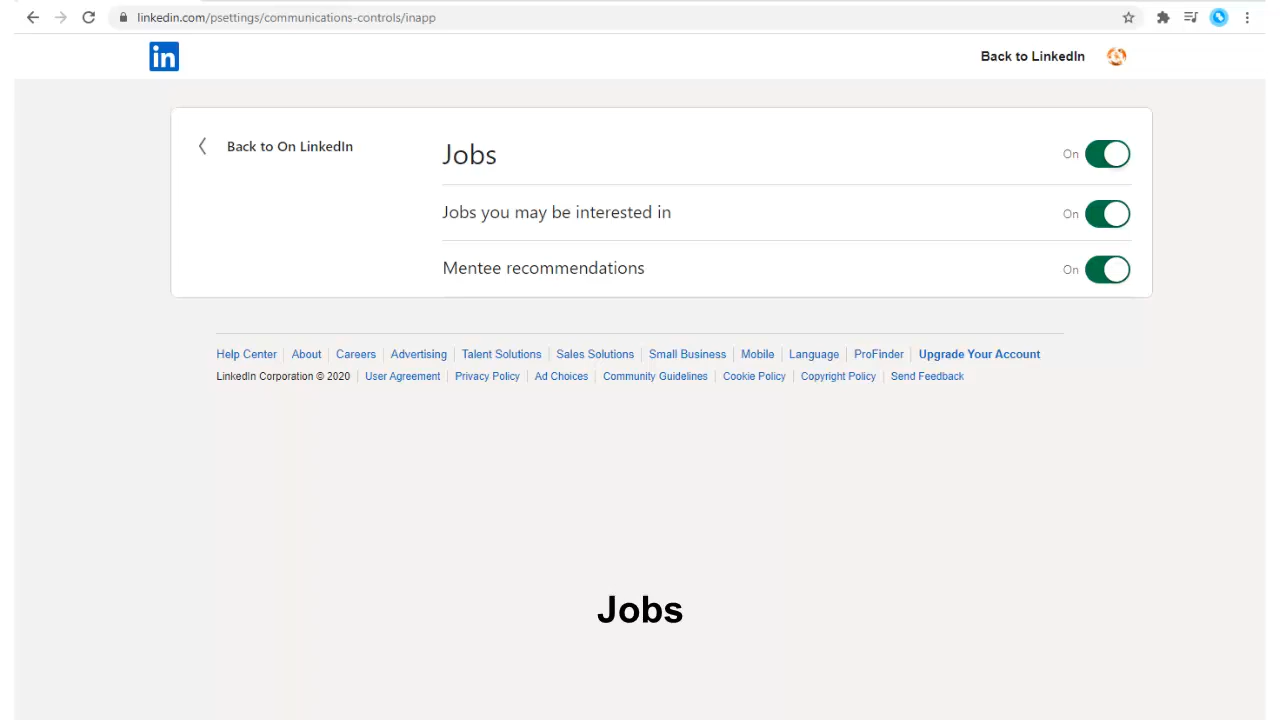 linkedin.com/psettings/communications-controls/inapp
in
Back to LinkedIn
Back to On LinkedIn
Jobs
On
Jobs you may be interested in
On
Mentee recommendations
On
Help Center About Careers Advertising Talent Solutions Sales Solutions Small Business Mobile Language ProFinder Upgrade Your Account
LinkedIn Corporation © 2020 User Agreement Privacy Policy Ad Choices Community Guidelines Cookie Policy Copyright Policy Send Feedback
Jobs